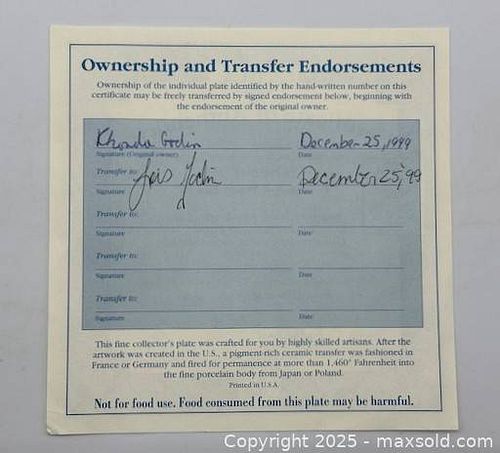 Ownership and Transfer Endorsements
Ownership of the individual plate identified by the hand-written number on this
certificate may be freely transferred by signed endorsement below, beginning with
the endorsement of the original owner.
Rhonda Godin December 25, 1999
Signature (Original owner) Date
Transfer to: Lois Godin December 25, '99
Signature Date
Transfer to:
Signature Date
Transfer to:
Signature Date
Transfer to:
Signature Date
This fine collector's plate was crafted for you by highly skilled artisans. After the
artwork was created in the U.S., a pigment-rich ceramic transfer was fashioned in
France or Germany and fired for permanence at more than 1,460° Fahrenheit into
the fine porcelain body from Japan or Poland.
Printed in U.S.A.
Not for food use. Food consumed from this plate may be harmful.
Copyright 2025 - maxsold.com